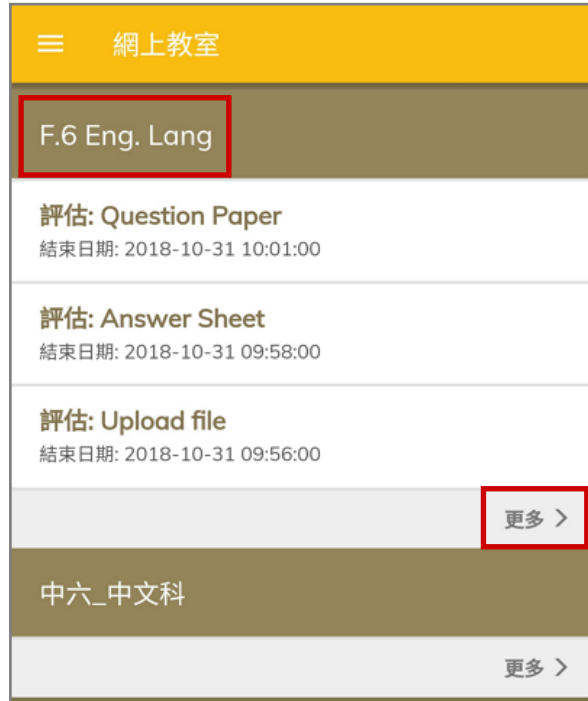 網上教室
F.6 Eng. Lang
評估: Question Paper
結束日期: 2018-10-31 10:01:00
評估: Answer Sheet
結束日期: 2018-10-31 09:58:00
評估: Upload file
結束日期: 2018-10-31 09:56:00
更多
中六_中文科
更多